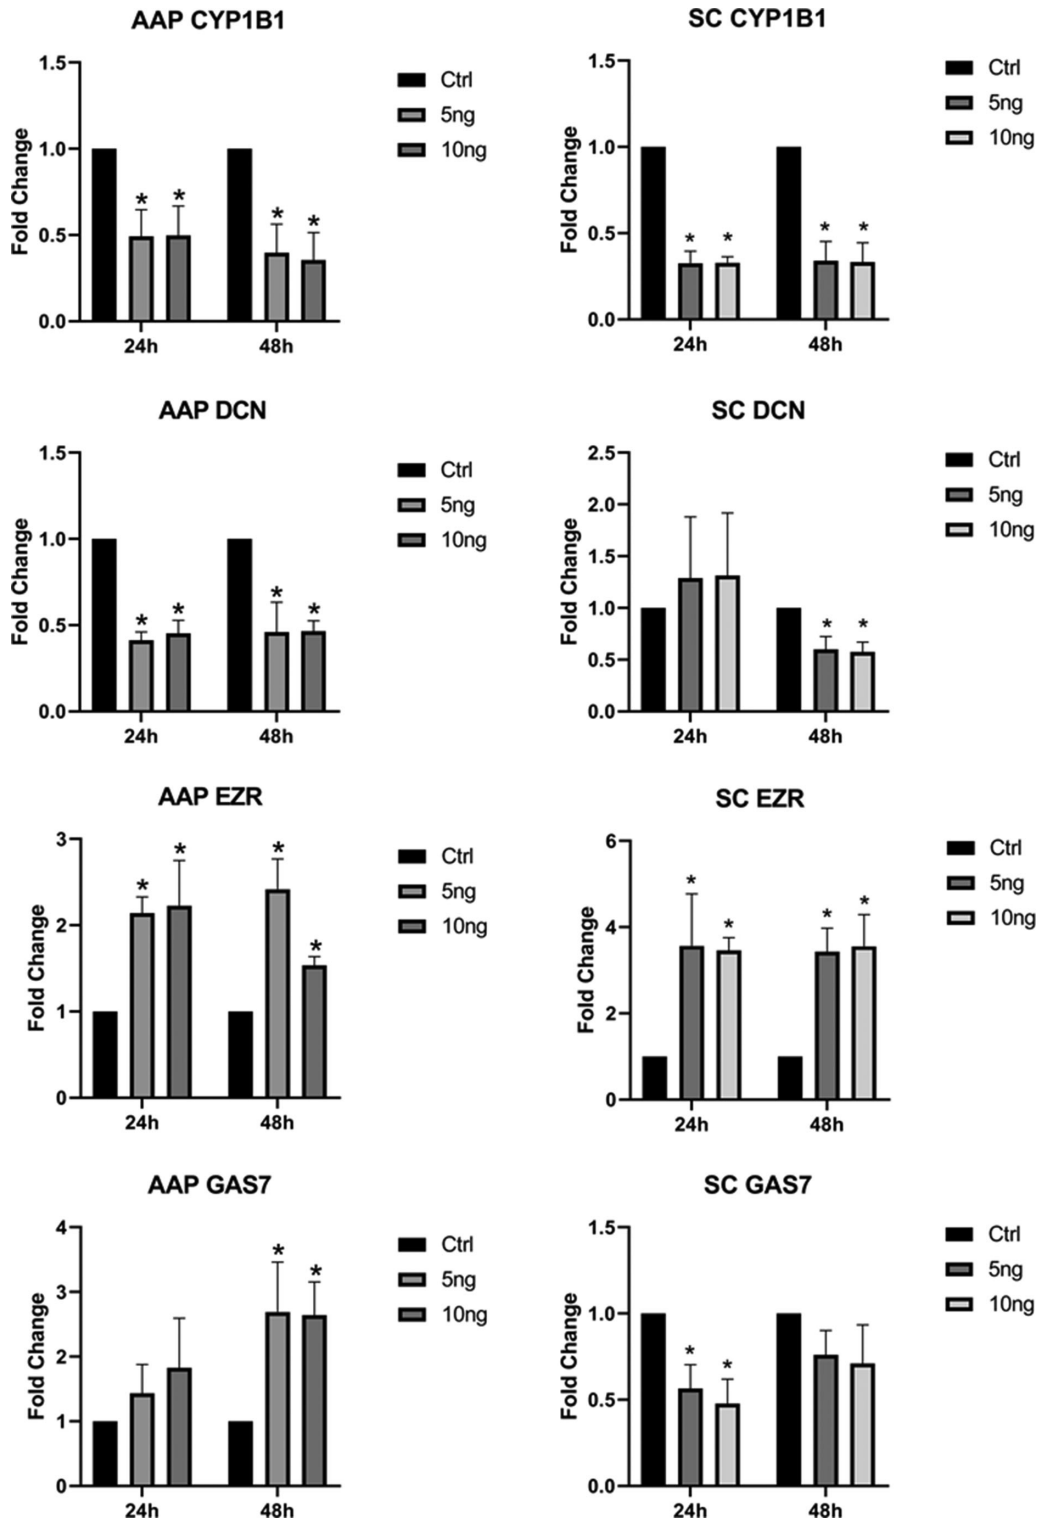 AAP CYP1B1
1.5
1.0
0.5
0.0
Fold Change
* * * *
24h 48h
Ctrl
5ng
10ng
SC CYP1B1
1.5
1.0
0.5
0.0
Fold Change
* * * *
24h 48h
Ctrl
5ng
10ng
AAP DCN
1.5
1.0
0.5
0.0
Fold Change
* * * *
24h 48h
Ctrl
5ng
10ng
SC DCN
2.5
2.0
1.5
1.0
0.5
0.0
Fold Change
* *
24h 48h
Ctrl
5ng
10ng
AAP EZR
3
2
1
0
Fold Change
* * * *
24h 48h
Ctrl
5ng
10ng
SC EZR
6
4
2
0
Fold Change
* * * *
24h 48h
Ctrl
5ng
10ng
AAP GAS7
4
3
2
1
0
Fold Change
* *
24h 48h
Ctrl
5ng
10ng
SC GAS7
1.5
1.0
0.5
0.0
Fold Change
* *
24h 48h
Ctrl
5ng
10ng